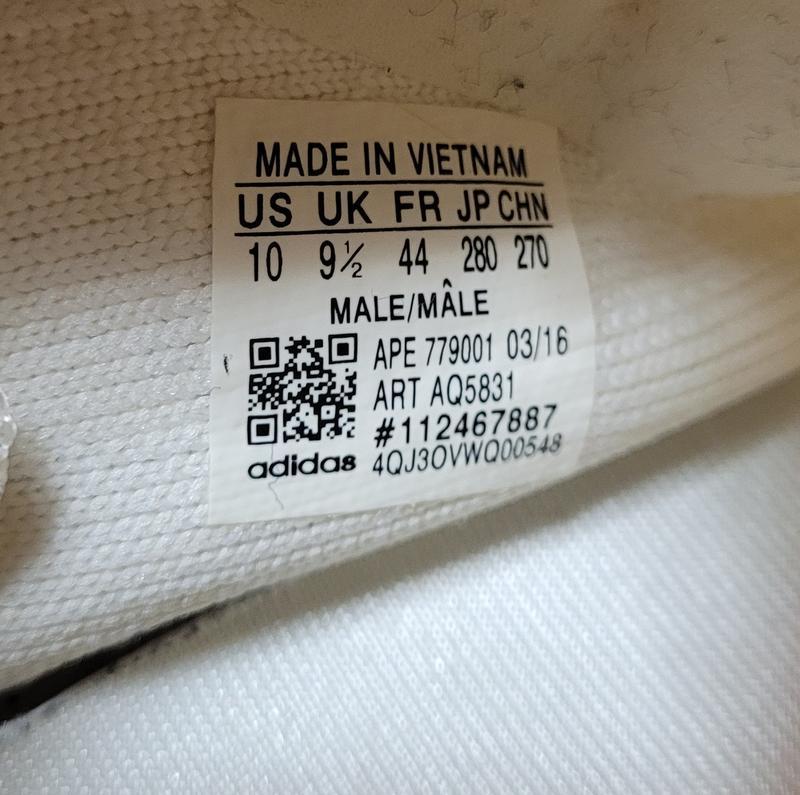 MADE IN VIETNAM
US UK FR JP CHN
10 9½ 44 280 270
MALE/MÂLE
APE 779001 03/16
ART AQ5831
#112467887
adidas 4QJ3OVWQ00548